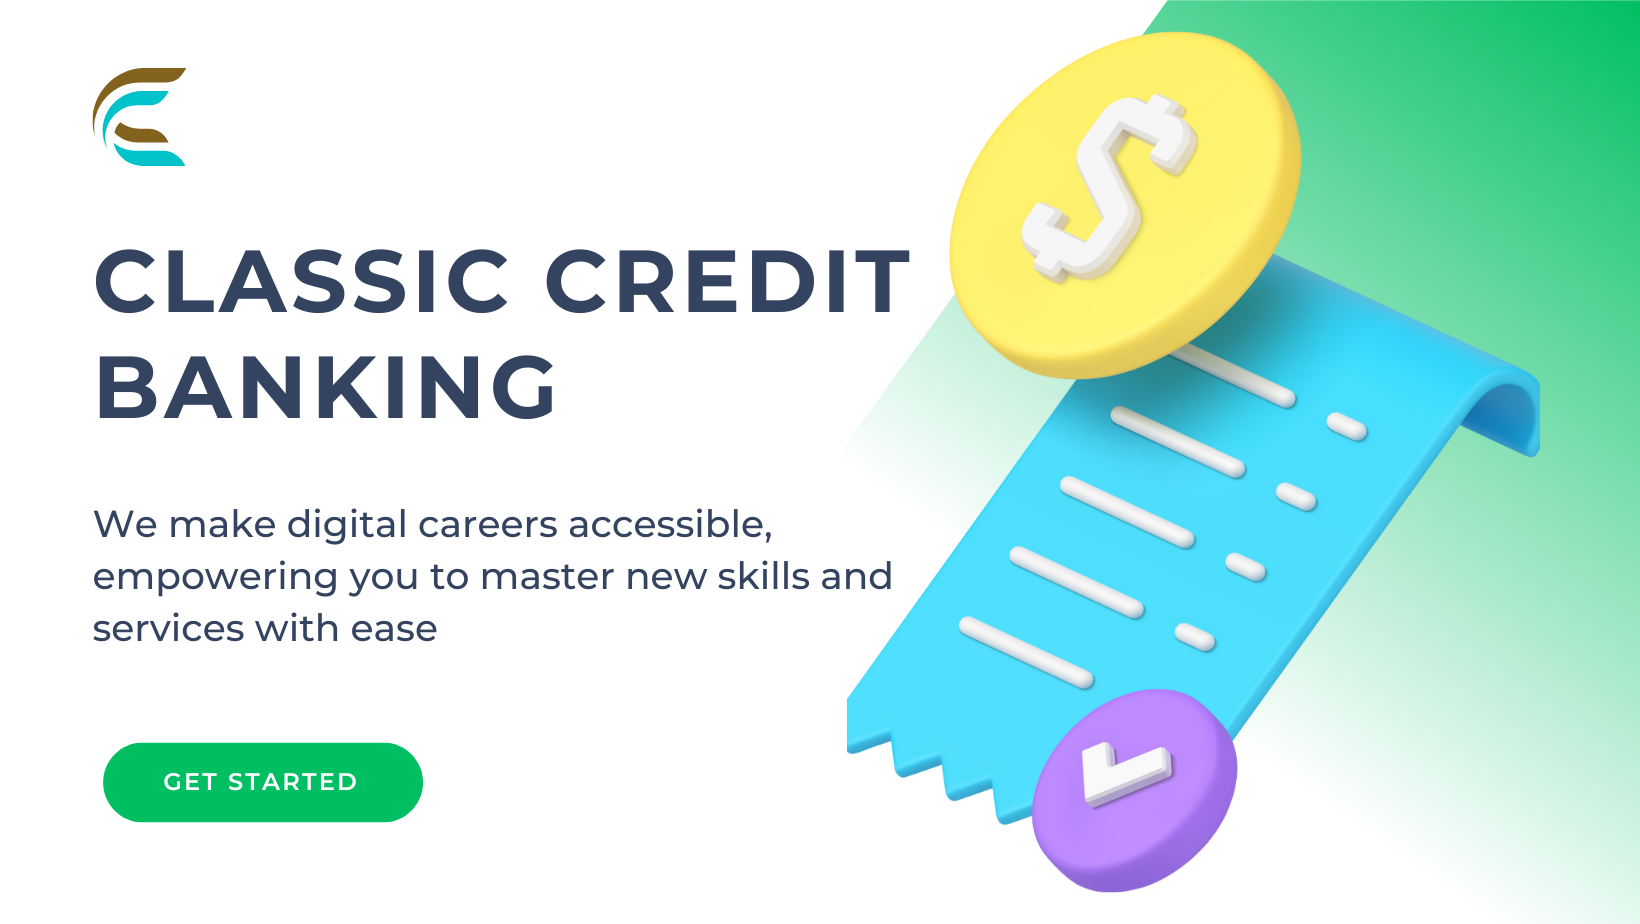 CLASSIC CREDIT
BANKING
We make digital careers accessible,
empowering you to master new skills and
services with ease
GET STARTED